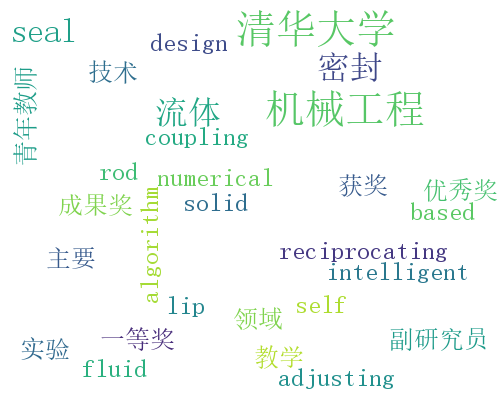 seal
清华大学
design
密封
技术
青年教师
流体
机械工程
coupling
rod
numerical
获奖
优秀奖
成果奖
solid
based
algorithm
主要
reciprocating
intelligent
lip
self
领域
实验
一等奖
副研究员
教学
fluid
adjusting